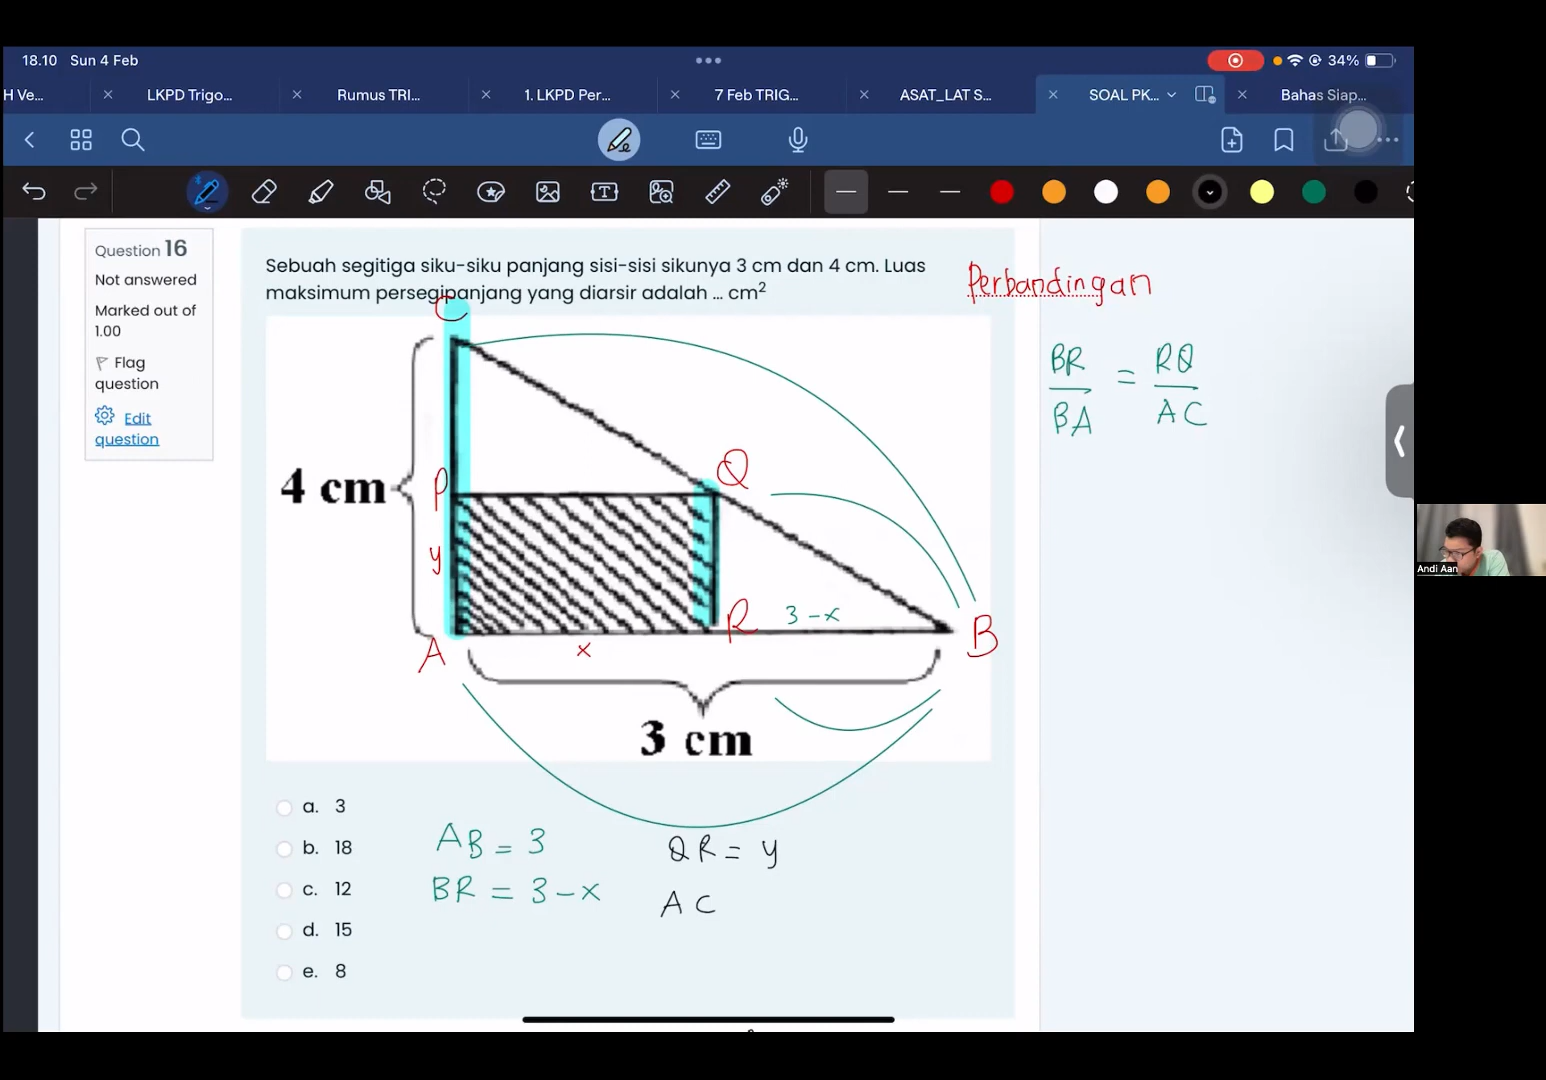 18.10 Sun 4 Feb
34%
H Ve...
LKPD Trigo...
Rumus TRI...
1. LKPD Per...
7 Feb TRIG...
ASAT_LAT S...
SOAL PK...
Bahas Siap...
Question 16
Not answered
Marked out of
1.00
Flag
question
Edit
question
Sebuah segitiga siku-siku panjang sisi-sisi sikunya 3 cm dan 4 cm. Luas
maksimum persegipanjang yang diarsir adalah ... cm²
Perbandingan
BR/BA = RQ/AC
C
4 cm
P
Q
y
A
x
R
3-x
B
3 cm
a. 3
b. 18
c. 12
d. 15
e. 8
AB = 3
BR = 3-x
QR = y
AC
Andi Aan